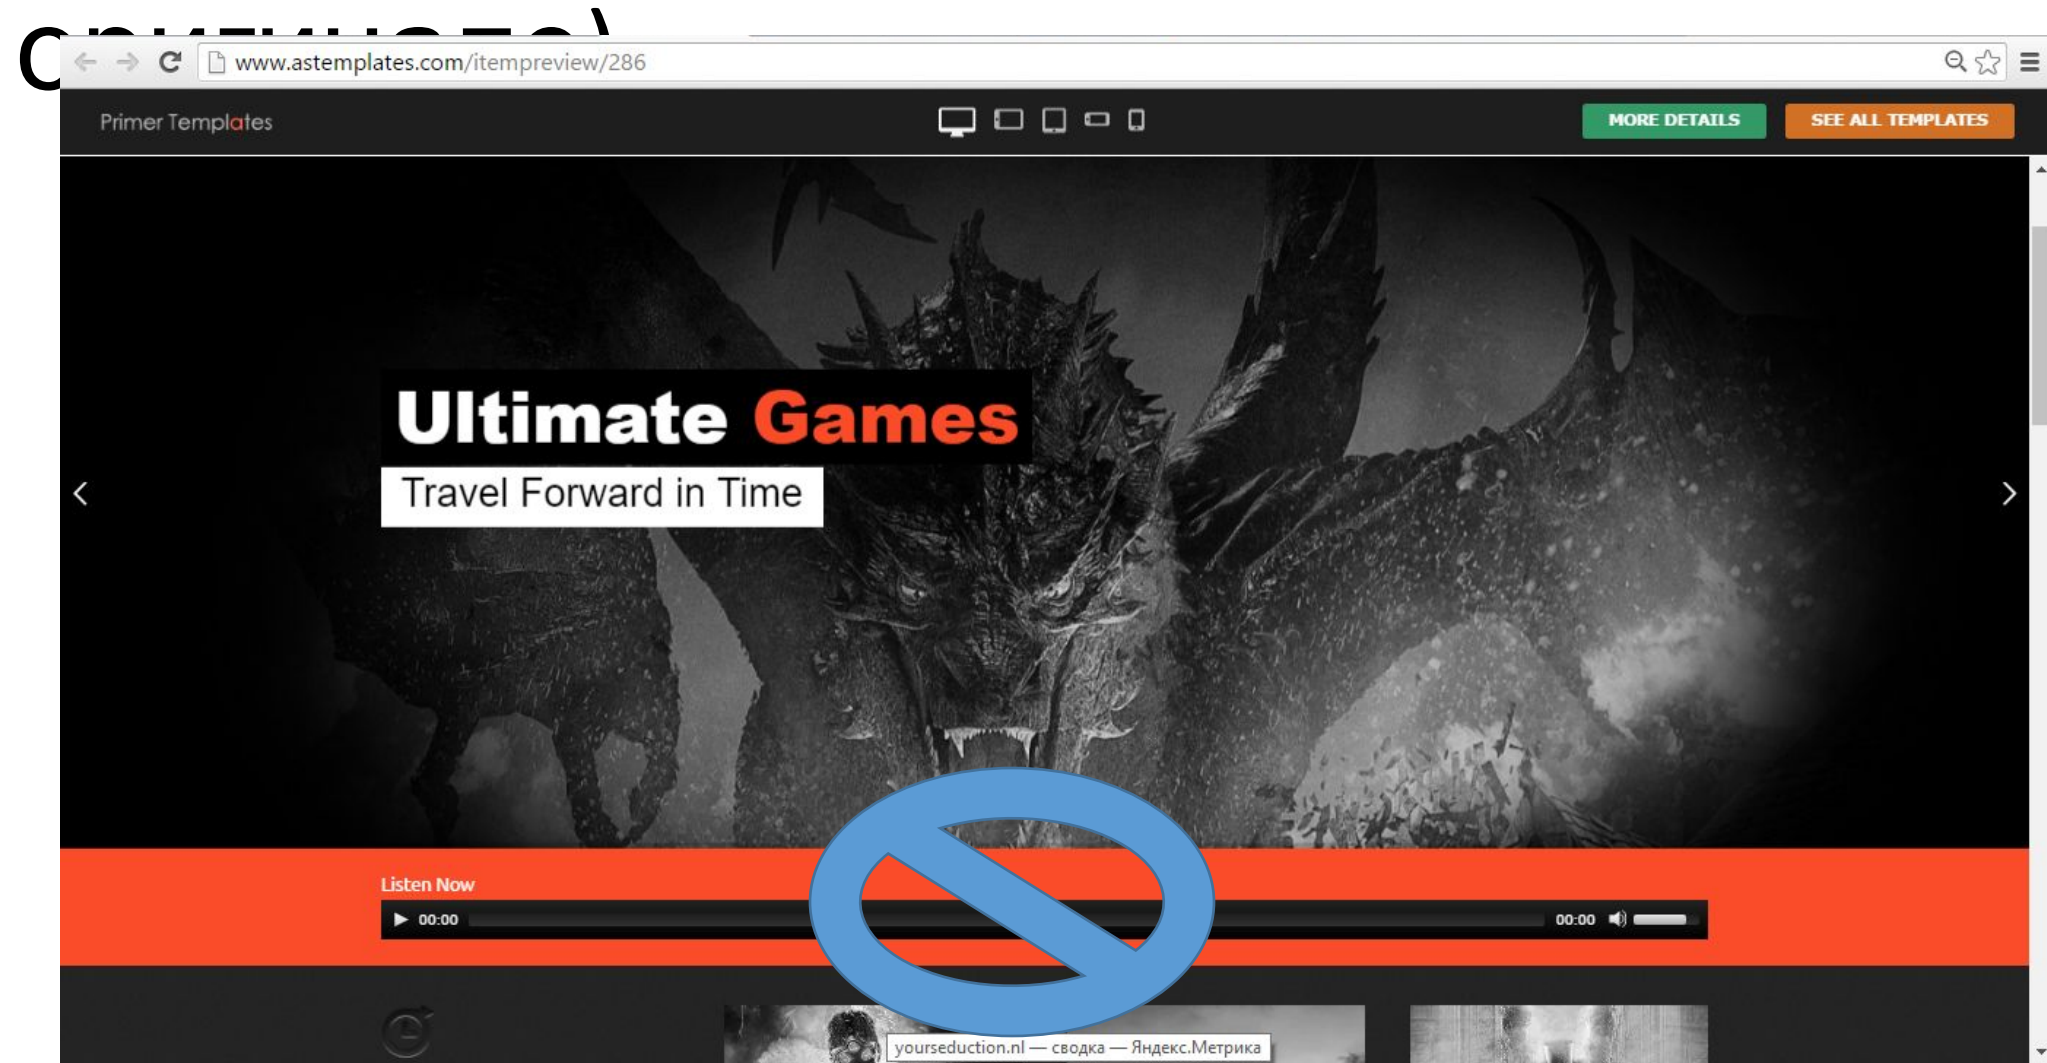 www.astemplates.com/itempreview/286
Primer Templates
MORE DETAILS
SEE ALL TEMPLATES
Ultimate Games
Travel Forward in Time
Listen Now
00:00
00:00
yourseduction.nl — сводка — Яндекс.Метрика